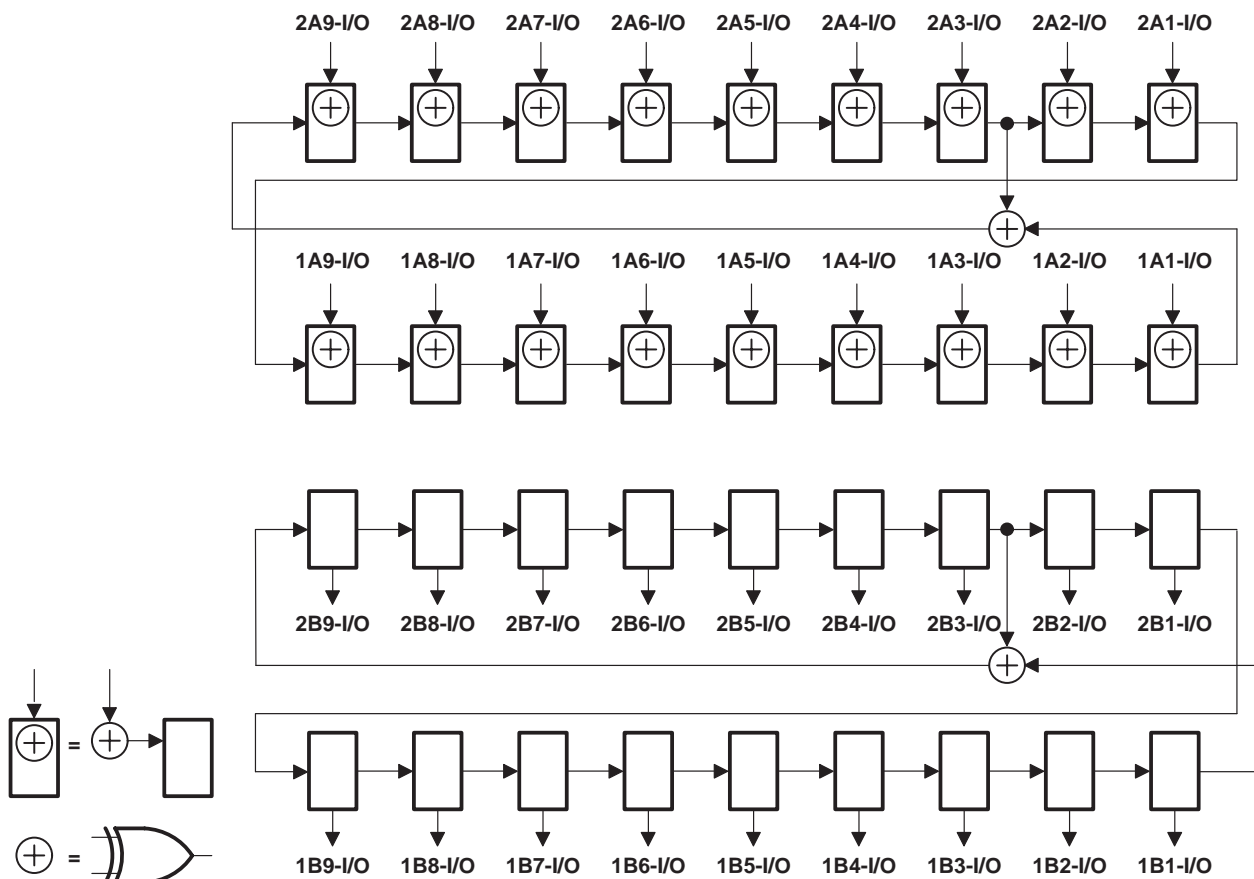 2A9-I/O 2A8-I/O 2A7-I/O 2A6-I/O 2A5-I/O 2A4-I/O 2A3-I/O 2A2-I/O 2A1-I/O
1A9-I/O 1A8-I/O 1A7-I/O 1A6-I/O 1A5-I/O 1A4-I/O 1A3-I/O 1A2-I/O 1A1-I/O
2B9-I/O 2B8-I/O 2B7-I/O 2B6-I/O 2B5-I/O 2B4-I/O 2B3-I/O 2B2-I/O 2B1-I/O
=
=
1B9-I/O 1B8-I/O 1B7-I/O 1B6-I/O 1B5-I/O 1B4-I/O 1B3-I/O 1B2-I/O 1B1-I/O